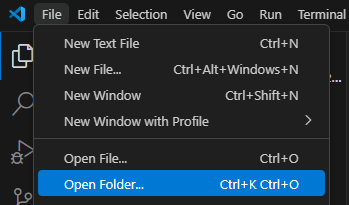 File Edit Selection View Go Run Terminal
New Text File Ctrl+N
New File... Ctrl+Alt+Windows+N
New Window Ctrl+Shift+N
New Window with Profile
Open File... Ctrl+O
Open Folder... Ctrl+K Ctrl+O